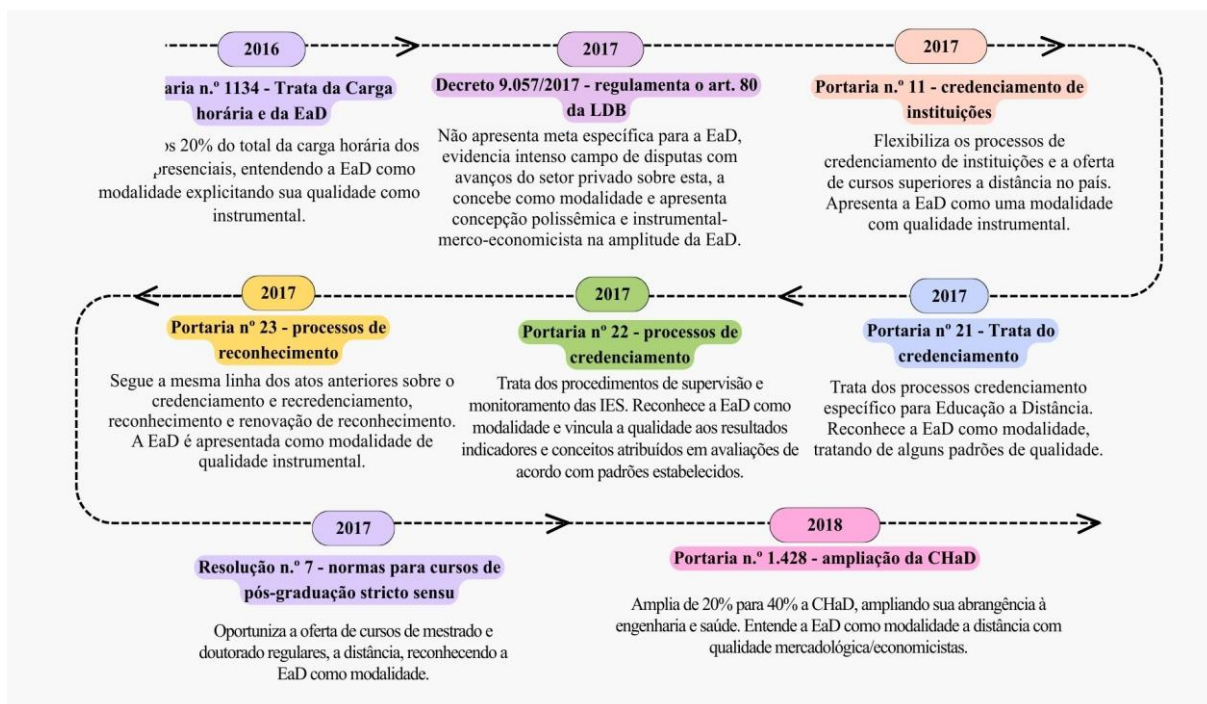 2016
aria n.º 1134 - Trata da Carga
horária e da EaD
os 20% do total da carga horária dos
presenciais, entendendo a EaD como
modalidade explicitando sua qualidade como
instrumental.
2017
Decreto 9.057/2017 - regulamenta o art. 80
da LDB
Não apresenta meta específica para a EaD,
evidencia intenso campo de disputas com
avanços do setor privado sobre esta, a
concebe como modalidade e apresenta
concepção polissêmica e instrumental-
merco-economicista na amplitude da EaD.
2017
Portaria n.º 11 - credenciamento de
instituições
Flexibiliza os processos de
credenciamento de instituições e a oferta
de cursos superiores a distância no país.
Apresenta a EaD como uma modalidade
com qualidade instrumental.
2017
Portaria nº 21 - Trata do
credenciamento
Trata dos processos credenciamento
específico para Educação a Distância.
Reconhece a EaD como modalidade,
tratando de alguns padrões de qualidade.
2017
Portaria nº 22 - processos de
credenciamento
Trata dos procedimentos de supervisão e
monitoramento das IES. Reconhece a EaD como
modalidade e vincula a qualidade aos resultados
indicadores e conceitos atribuídos em avaliações de
acordo com padrões estabelecidos.
2017
Portaria nº 23 - processos de
reconhecimento
Segue a mesma linha dos atos anteriores sobre o
credenciamento e recredenciamento,
reconhecimento e renovação de reconhecimento.
A EaD é apresentada como modalidade de
qualidade instrumental.
2017
Resolução n.º 7 - normas para cursos de
pós-graduação stricto sensu
Oportuniza a oferta de cursos de mestrado e
doutorado regulares, a distância, reconhecendo a
EaD como modalidade.
2018
Portaria n.º 1.428 - ampliação da CHaD
Amplia de 20% para 40% a CHaD, ampliando sua abrangência à
engenharia e saúde. Entende a EaD como modalidade a distância com
qualidade mercadológica/economicistas.